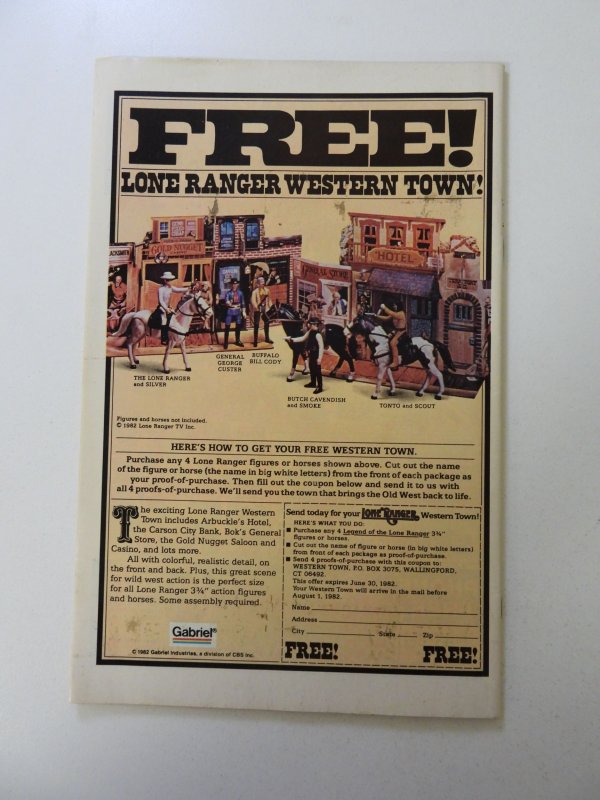 FREE!
LONE RANGER WESTERN TOWN!
GOLD NUGGET
GENERAL STORE
HOTEL
THE LONE RANGER
and SILVER
GENERAL
GEORGE
CUSTER
BUFFALO
BILL CODY
BUTCH CAVENDISH
and SMOKE
TONTO and SCOUT
Figures and horses not included.
© 1982 Lone Ranger TV Inc.
HERE'S HOW TO GET YOUR FREE WESTERN TOWN.
Purchase any 4 Lone Ranger figures or horses shown above. Cut out the name
of the figure or horse (the name in big white letters) from the front of each package as
your proof-of-purchase. Then fill out the coupon below and send it to us with
all 4 proofs-of-purchase. We'll send you the town that brings the Old West back to life.
The exciting Lone Ranger Western
Town includes Arbuckle's Hotel,
the Carson City Bank, Bok's General
Store, the Gold Nugget Saloon and
Casino, and lots more.
All with colorful, realistic detail, on
the front and back. Plus, this great scene
for wild west action is the perfect size
for all Lone Ranger 3¾" action figures
and horses. Some assembly required.
Gabriel®
© 1982 Gabriel Industries, a division of CBS Inc.
Send today for your LONE RANGER Western Town!
HERE'S WHAT YOU DO:
■ Purchase any 4 Legend of the Lone Ranger 3¾"
figures or horses.
■ Cut out the name of figure or horse (in big white letters)
from front of each package as proof-of-purchase.
■ Send 4 proofs-of-purchase with this coupon to:
WESTERN TOWN, P.O. BOX 3075, WALLINGFORD,
CT 06492.
This offer expires June 30, 1982.
Your Western Town will arrive in the mail before
August 1, 1982.
Name
Address
City State Zip
FREE! FREE!